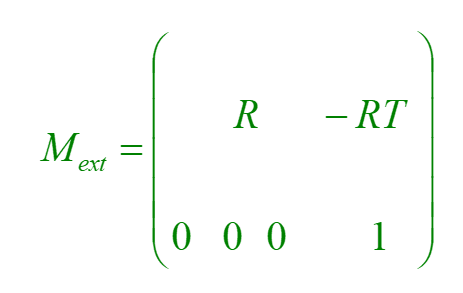 R − RT
M_ext =
0 0 0 1